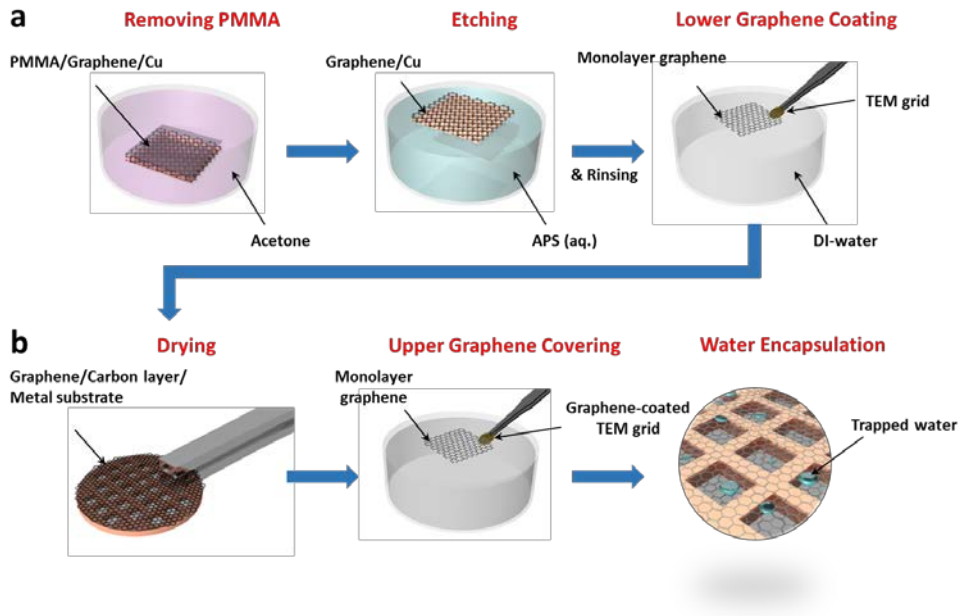 a
Removing PMMA
Etching
Lower Graphene Coating
PMMA/Graphene/Cu
Graphene/Cu
Monolayer graphene
TEM grid
& Rinsing
Acetone
APS (aq.)
DI-water
b
Drying
Upper Graphene Covering
Water Encapsulation
Graphene/Carbon layer/
Metal substrate
Monolayer
graphene
Graphene-coated
TEM grid
Trapped water